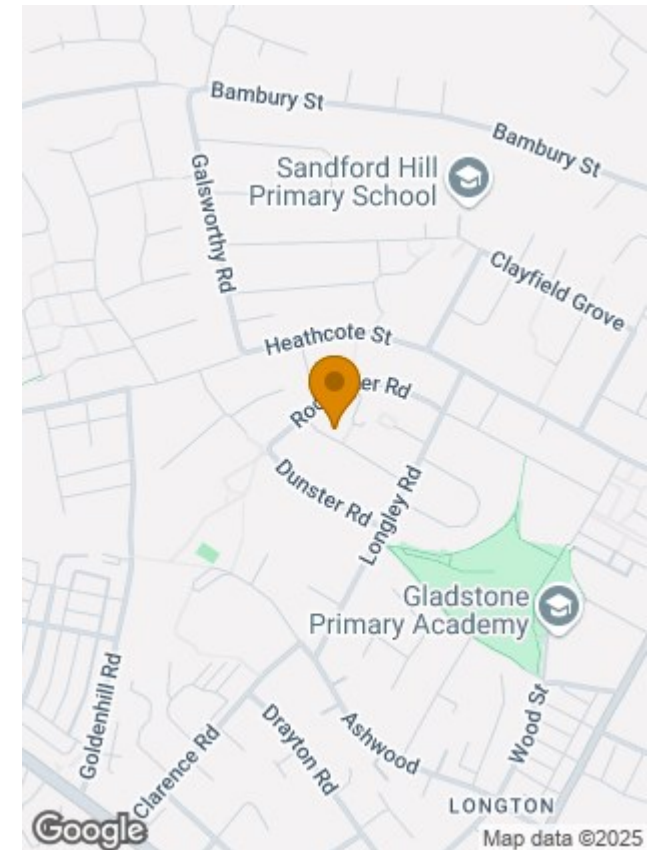 Bambury St
Bambury St
Sandford Hill
Primary School
Galsworthy Rd
Clayfield Grove
Heathcote St
Rd
Dunster Rd
Longley Rd
Gladstone
Primary Academy
Goldenhill Rd
Clarence Rd
Drayton Rd
Ashwood
Wood St
LONGTON
Google
Map data ©2025